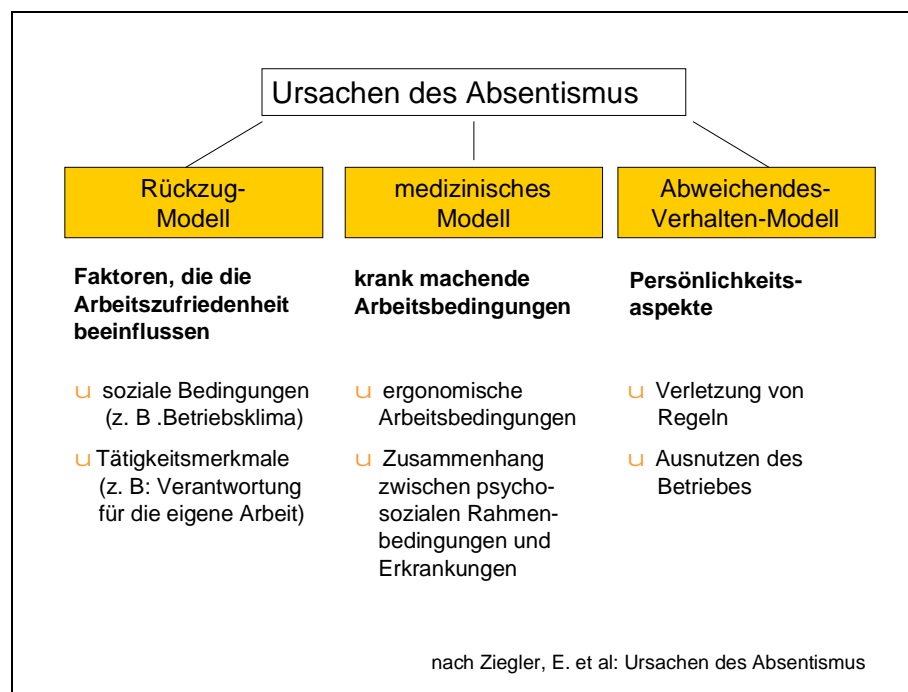 Ursachen des Absentismus
Rückzug-
Modell
Faktoren, die die
Arbeitszufriedenheit
beeinflussen
u soziale Bedingungen
(z. B .Betriebsklima)
u Tätigkeitsmerkmale
(z. B: Verantwortung
für die eigene Arbeit)
medizinisches
Modell
krank machende
Arbeitsbedingungen
u ergonomische
Arbeitsbedingungen
u Zusammenhang
zwischen psycho-
sozialen Rahmen-
bedingungen und
Erkrankungen
Abweichendes-
Verhalten-Modell
Persönlichkeits-
aspekte
u Verletzung von
Regeln
u Ausnutzen des
Betriebes
nach Ziegler, E. et al: Ursachen des Absentismus